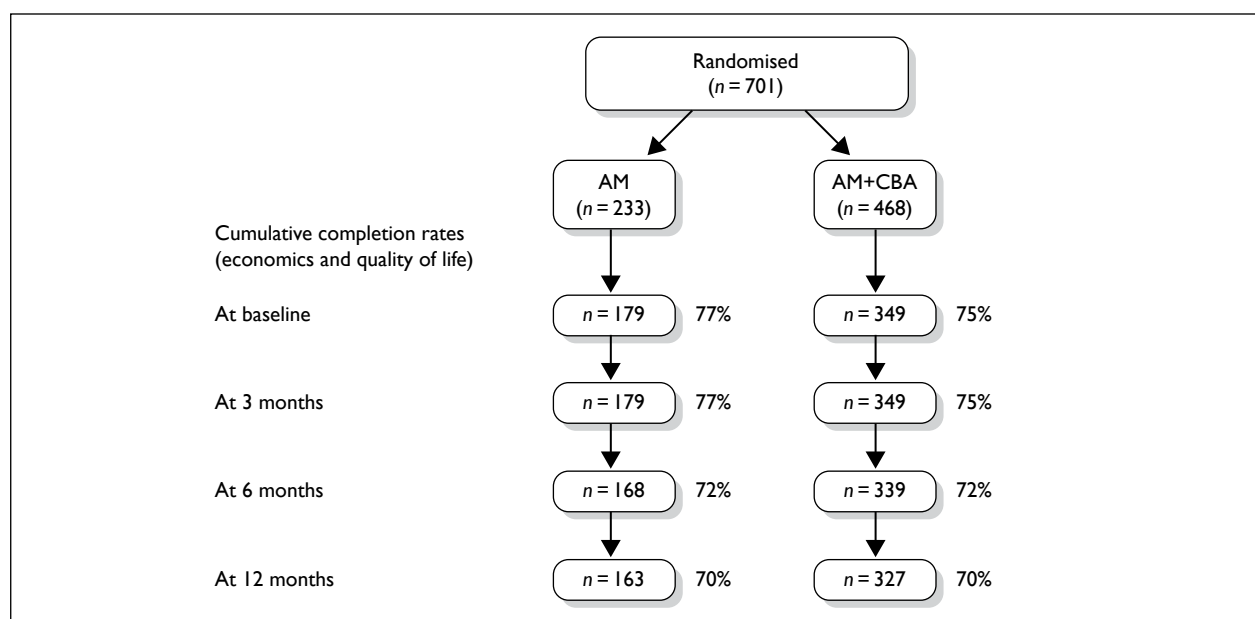 Randomised
(n = 701)
AM
(n = 233)
AM+CBA
(n = 468)
Cumulative completion rates
(economics and quality of life)
At baseline
n = 179
77%
n = 349
75%
At 3 months
n = 179
77%
n = 349
75%
At 6 months
n = 168
72%
n = 339
72%
At 12 months
n = 163
70%
n = 327
70%